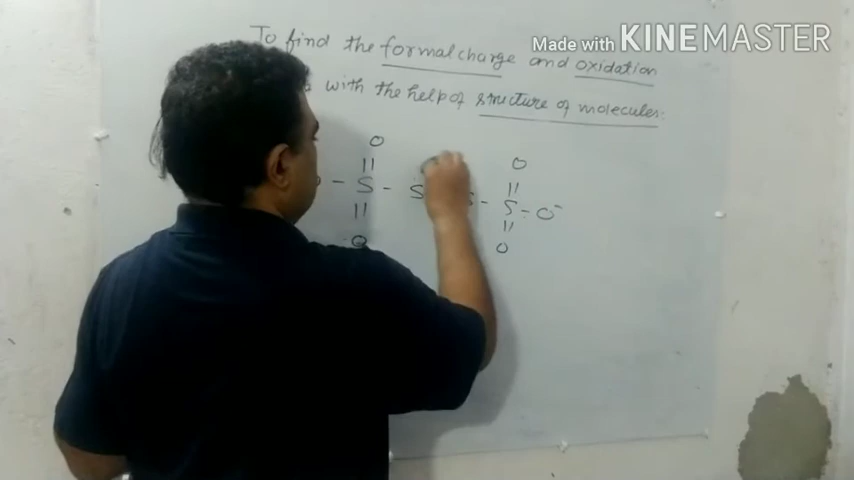 Made with KINEMASTER
To find the formal charge and oxidation
with the help of structure of molecules.
O O
|| ||
- S - S S - S - O⁻
|| ||
O O